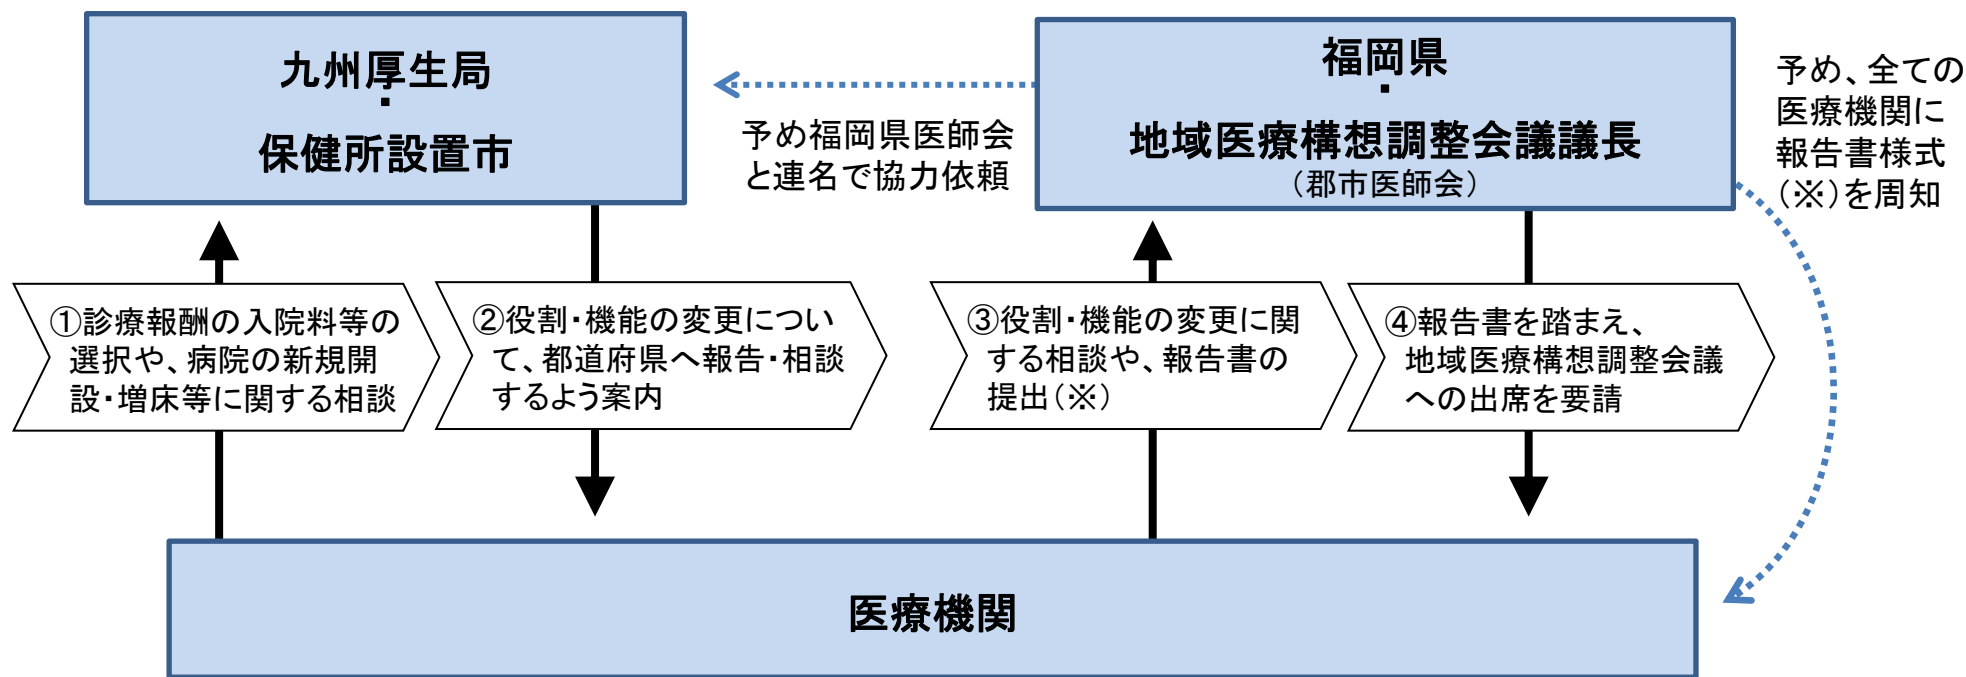 九州厚生局
・
保健所設置市
予め福岡県医師会
と連名で協力依頼
福岡県
・
地域医療構想調整会議議長
（郡市医師会）
予め、全ての
医療機関に
報告書様式
（※）を周知
①診療報酬の入院料等の
選択や、病院の新規開
設・増床等に関する相談
②役割・機能の変更につい
て、都道府県へ報告・相談
するよう案内
③役割・機能の変更に関
する相談や、報告書の
提出（※）
④報告書を踏まえ、
地域医療構想調整会議
への出席を要請
医療機関